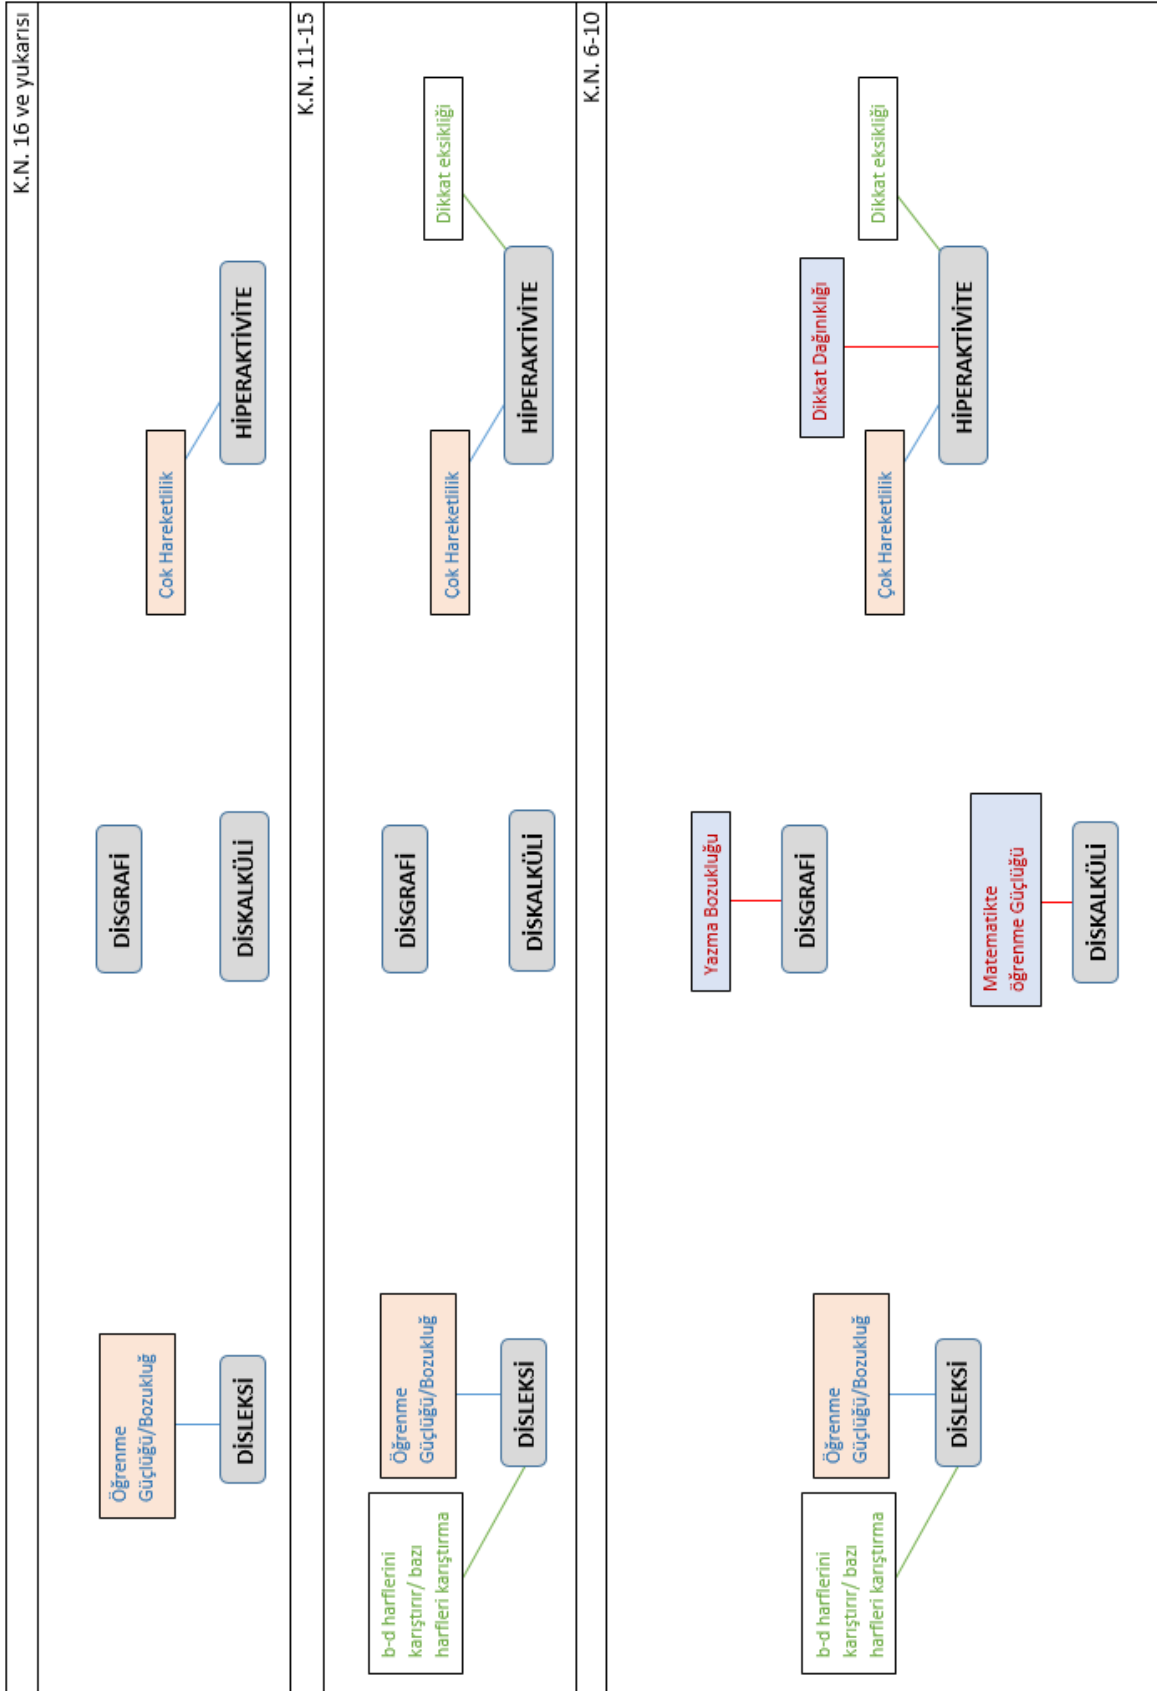 K.N. 16 ve yukarısı
Öğrenme
Güçlüğü/Bozukluğ
DİSLEKSİ
DİSGRAFİ
DİSKALKÜLİ
Çok Hareketlilik
HİPERAKTİVİTE
K.N. 11-15
b-d harflerini
karıştırır/ bazı
harfleri karıştırma
Öğrenme
Güçlüğü/Bozukluğ
DİSLEKSİ
DİSGRAFİ
DİSKALKÜLİ
Çok Hareketlilik
Dikkat eksikliği
HİPERAKTİVİTE
K.N. 6-10
b-d harflerini
karıştırır/ bazı
harfleri karıştırma
Öğrenme
Güçlüğü/Bozukluğ
DİSLEKSİ
Yazma Bozukluğu
DİSGRAFİ
Matematikte
öğrenme Güçlüğü
DİSKALKÜLİ
Çok Hareketlilik
Dikkat Dağınıklığı
Dikkat eksikliği
HİPERAKTİVİTE